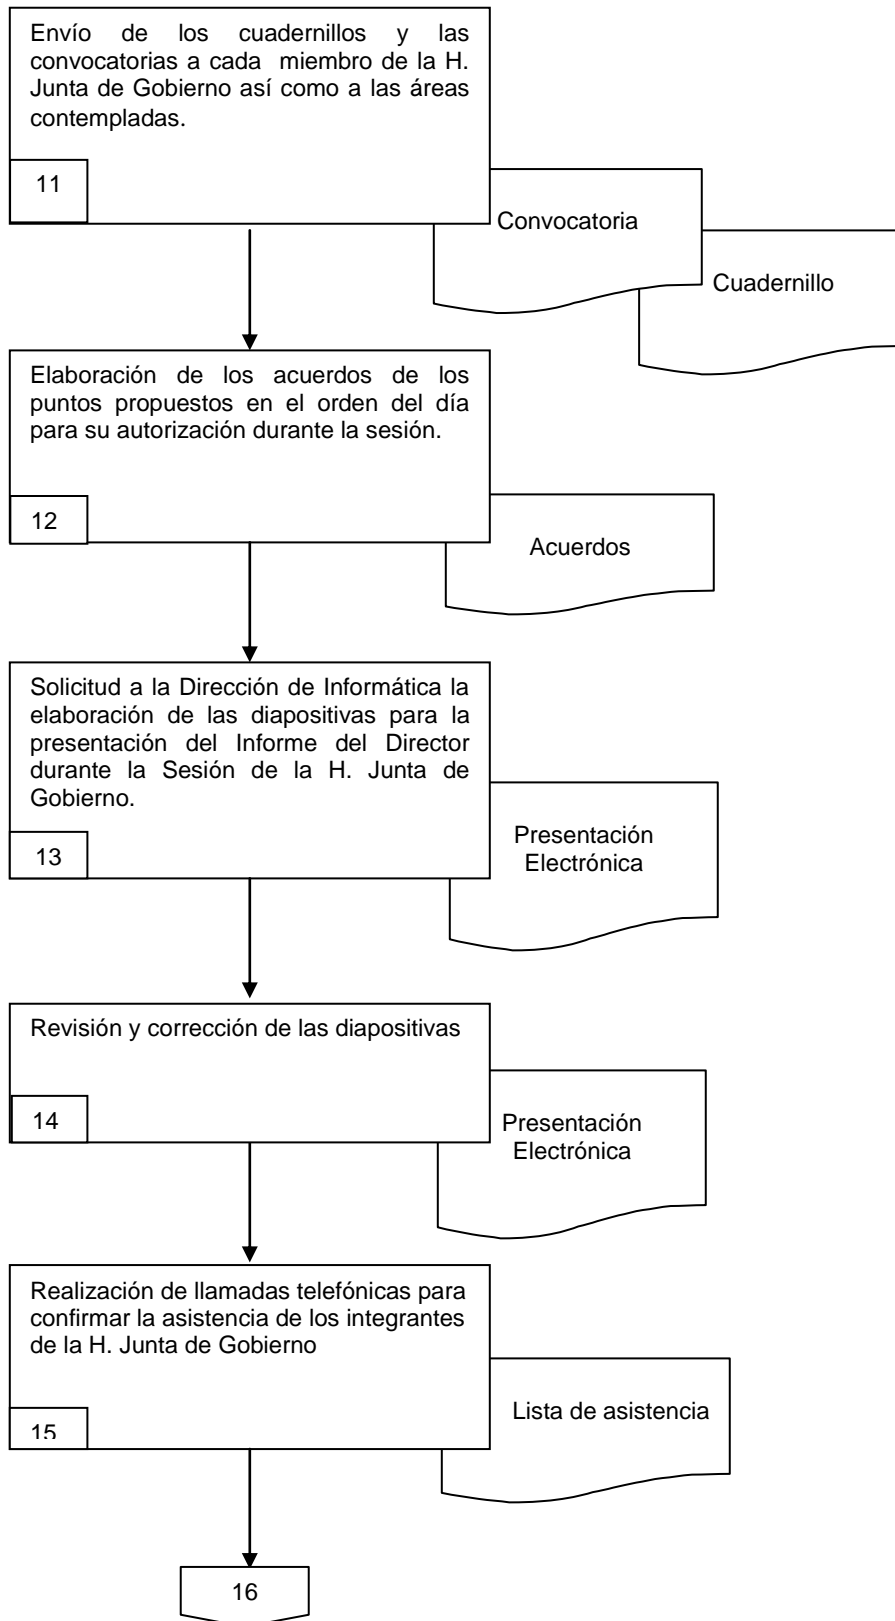 Envío de los cuadernillos y las
convocatorias a cada miembro de la H.
Junta de Gobierno así como a las áreas
contempladas.
11
Convocatoria
Cuadernillo
Elaboración de los acuerdos de los
puntos propuestos en el orden del día
para su autorización durante la sesión.
12
Acuerdos
Solicitud a la Dirección de Informática la
elaboración de las diapositivas para la
presentación del Informe del Director
durante la Sesión de la H. Junta de
Gobierno.
13
Presentación
Electrónica
Revisión y corrección de las diapositivas
14
Presentación
Electrónica
Realización de llamadas telefónicas para
confirmar la asistencia de los integrantes
de la H. Junta de Gobierno
15
Lista de asistencia
16